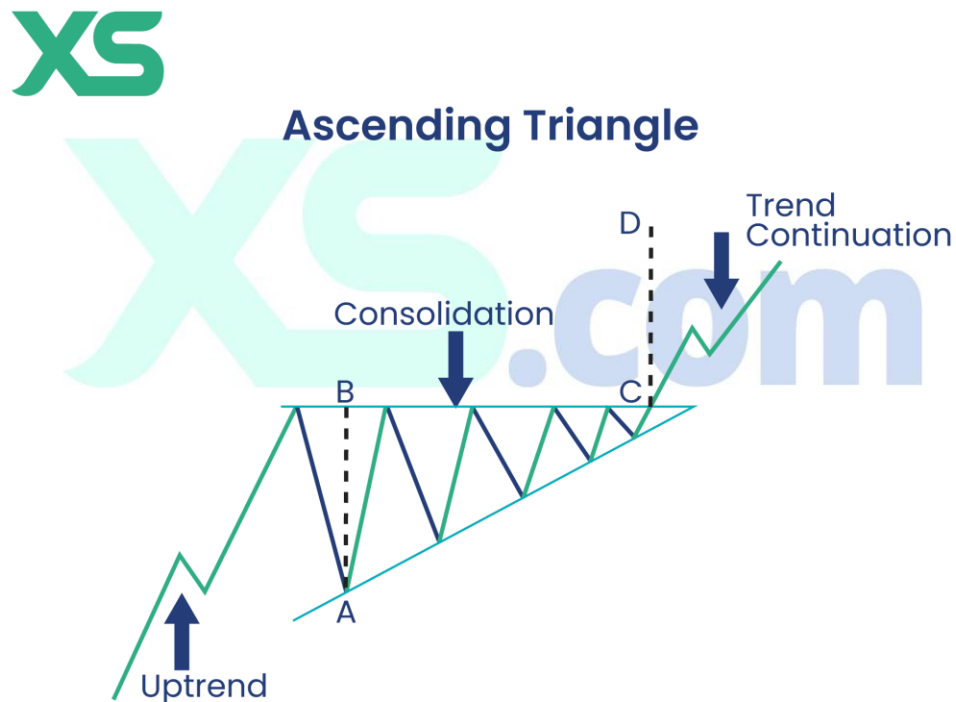 XS
Ascending Triangle
XS.com
Trend
Continuation
D
Consolidation
B
C
A
Uptrend